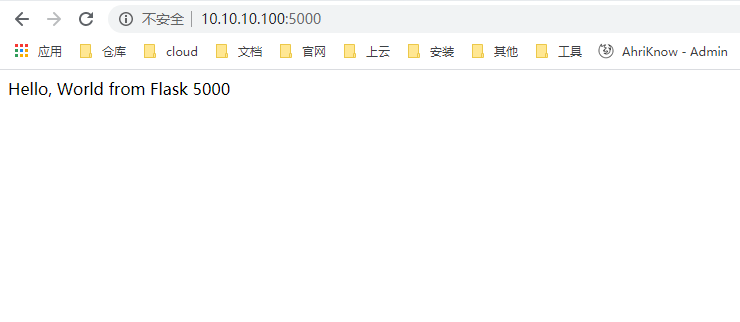 不安全 10.10.10.100:5000
应用 仓库 cloud 文档 官网 上云 安装 其他 工具 AhriKnow - Admin
Hello, World from Flask 5000